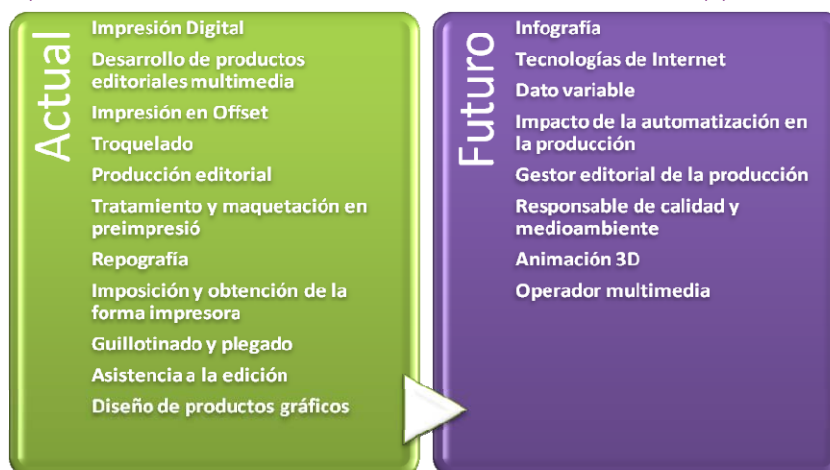 Actual
Impresión Digital
Desarrollo de productos
editoriales multimedia
Impresión en Offset
Troquelado
Producción editorial
Tratamiento y maquetación en
preimpresió
Repografía
Imposición y obtención de la
forma impresora
Guillotinado y plegado
Asistencia a la edición
Diseño de productos gráficos
Futuro
Infografía
Tecnologías de Internet
Dato variable
Impacto de la automatización en
la producción
Gestor editorial de la producción
Responsable de calidad y
medioambiente
Animación 3D
Operador multimedia